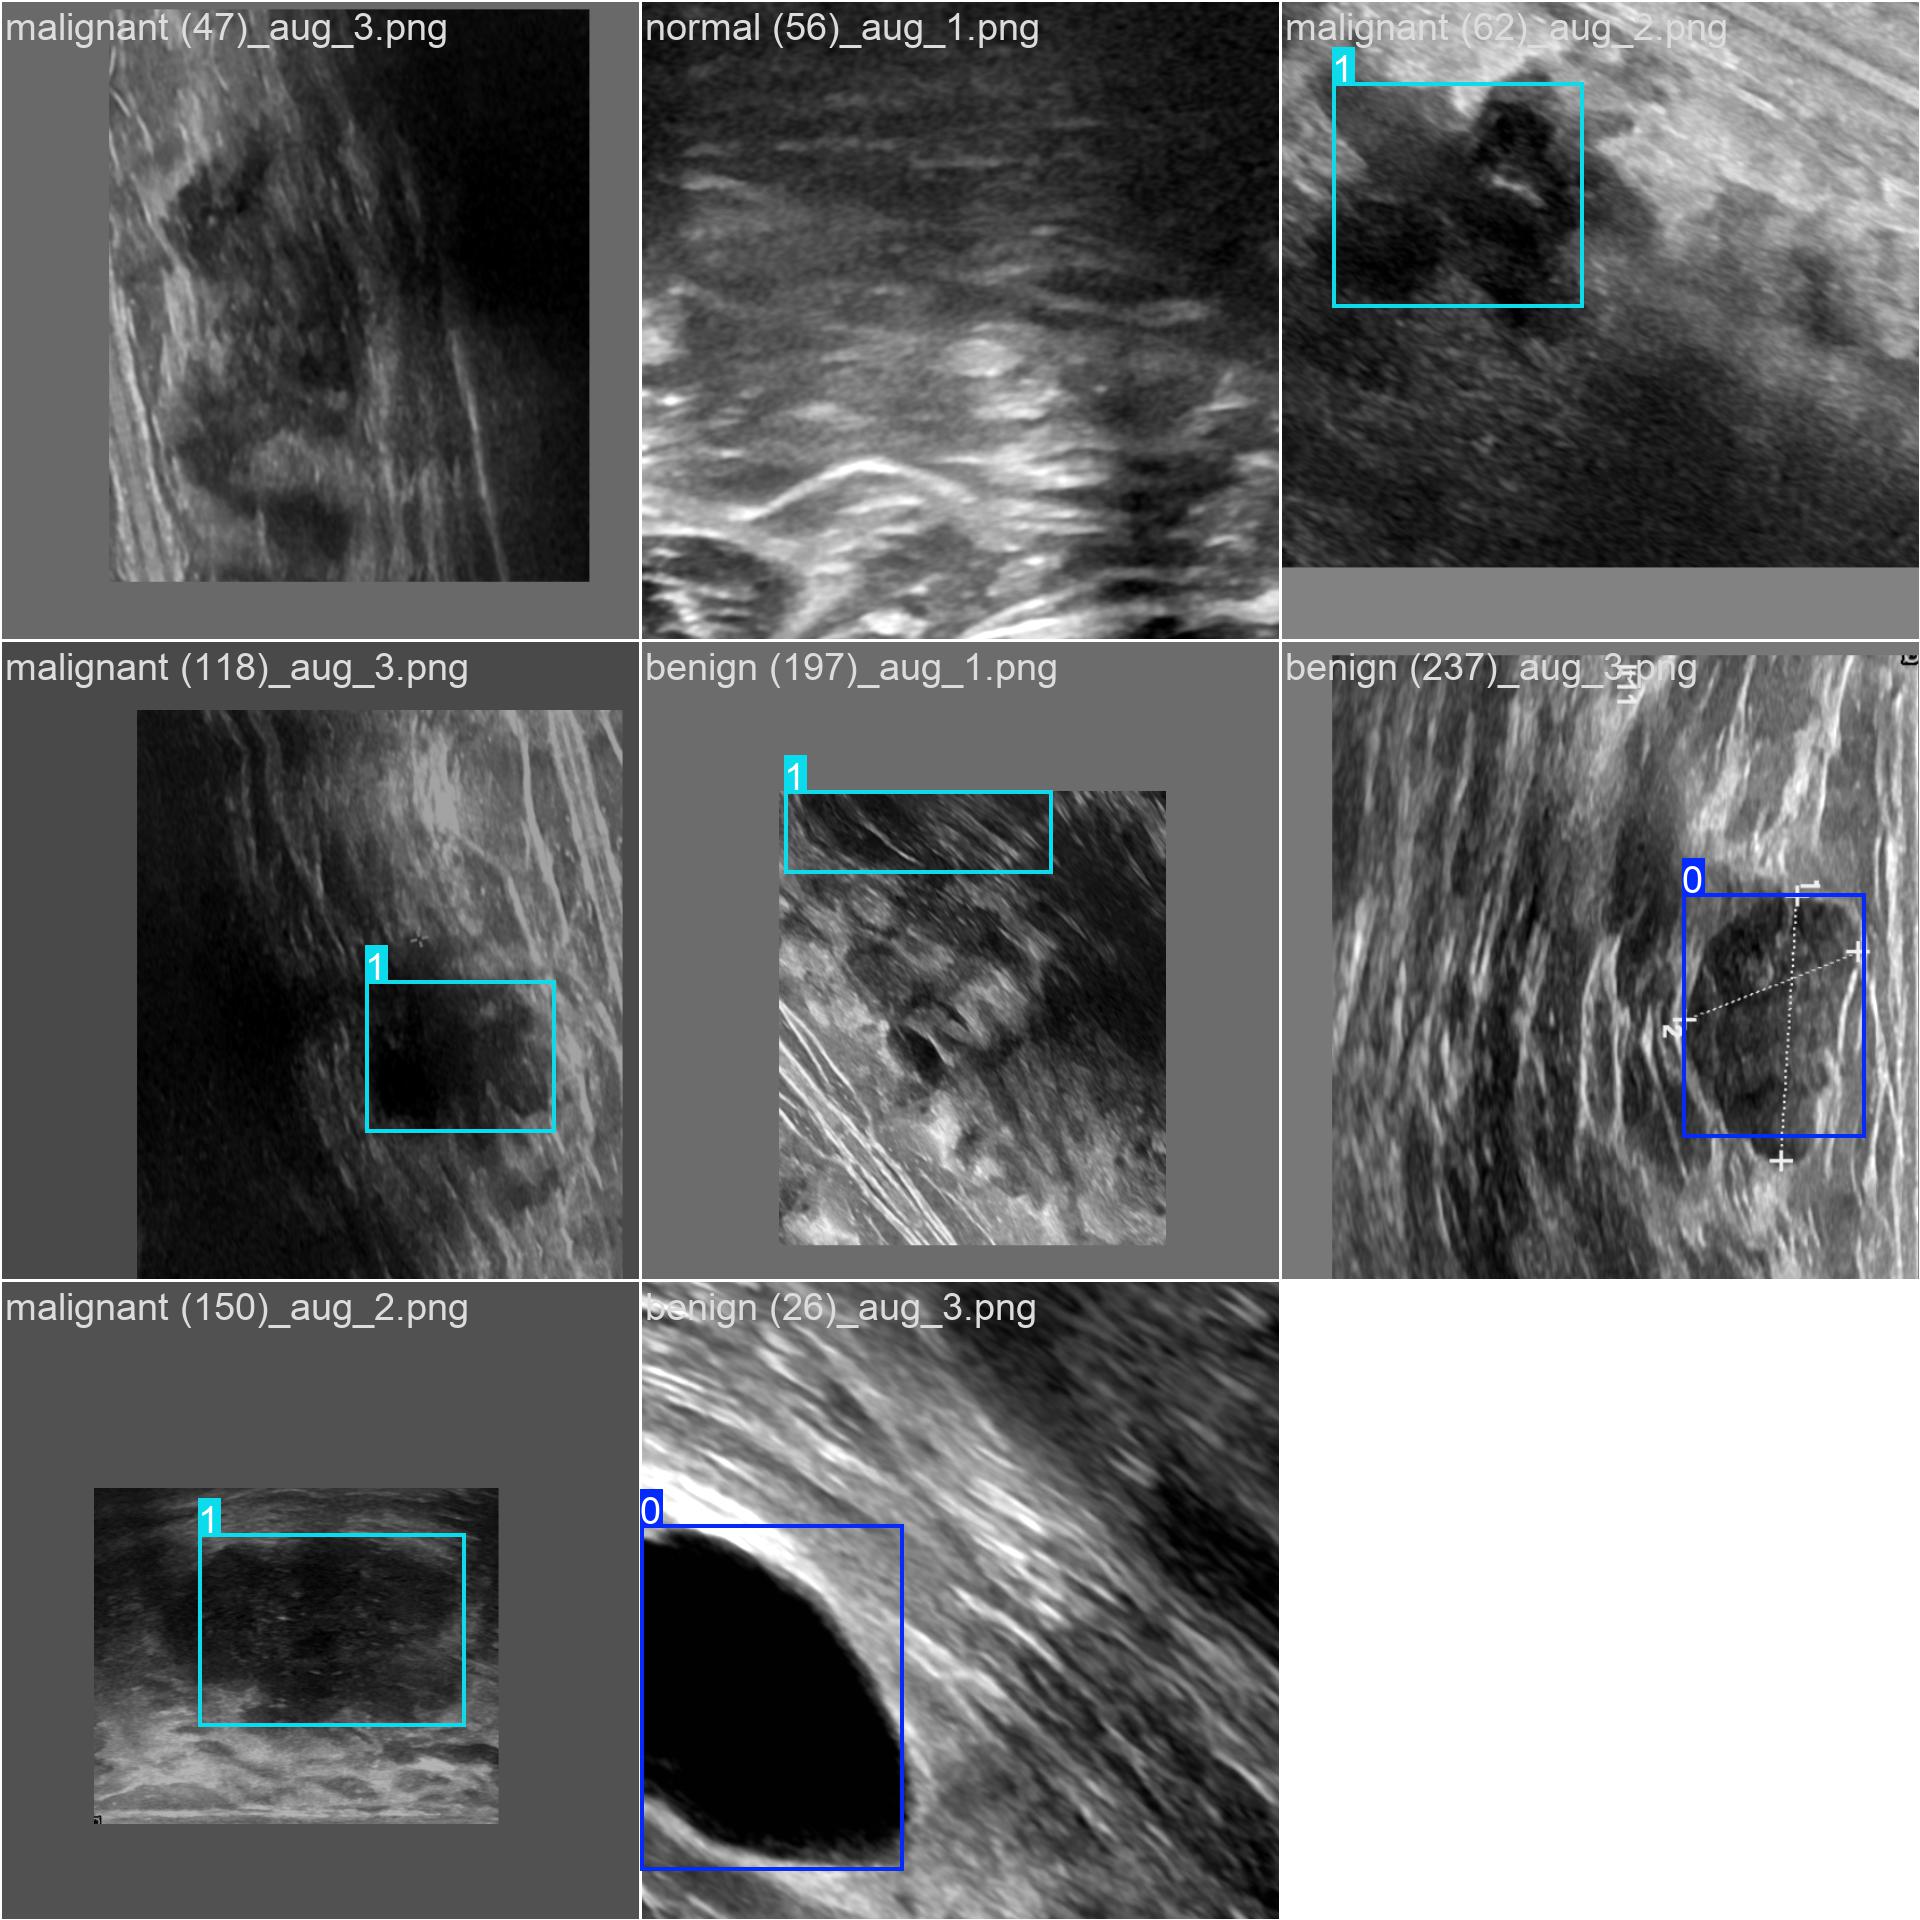 malignant (47)_aug_3.png
normal (56)_aug_1.png
malignant (62)_aug_2.png
1
malignant (118)_aug_3.png
1
benign (197)_aug_1.png
1
benign (237)_aug_3.png
0
1
2
malignant (150)_aug_2.png
1
benign (26)_aug_3.png
0